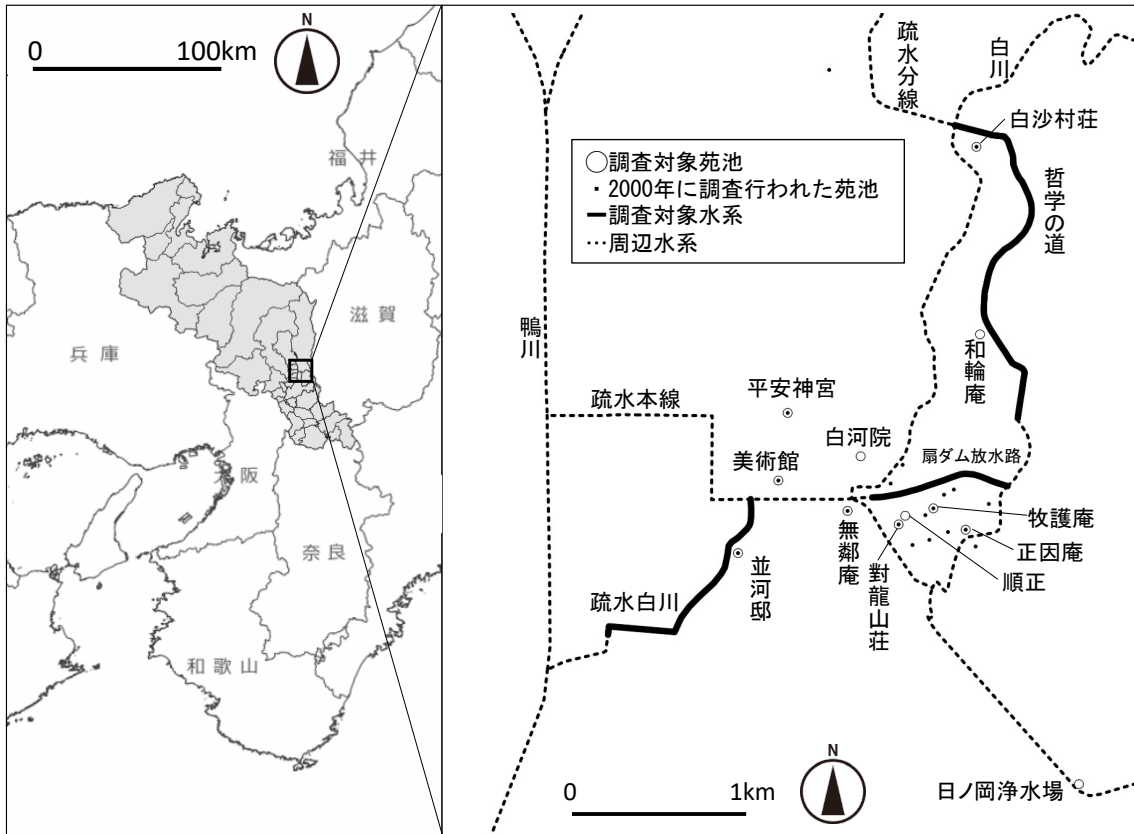 0 100km
N
福井
滋賀
兵庫
大阪
奈良
和歌山
疏水分線
白川
白沙村荘
○調査対象苑池
・2000年に調査行われた苑池
━調査対象水系
…周辺水系
哲学の道
鴨川
和輪庵
疏水本線
平安神宮
白河院
美術館
扇ダム放水路
牧護庵
正因庵
順正
無鄰庵
對龍山荘
並河邸
疏水白川
日ノ岡浄水場
0 1km
N